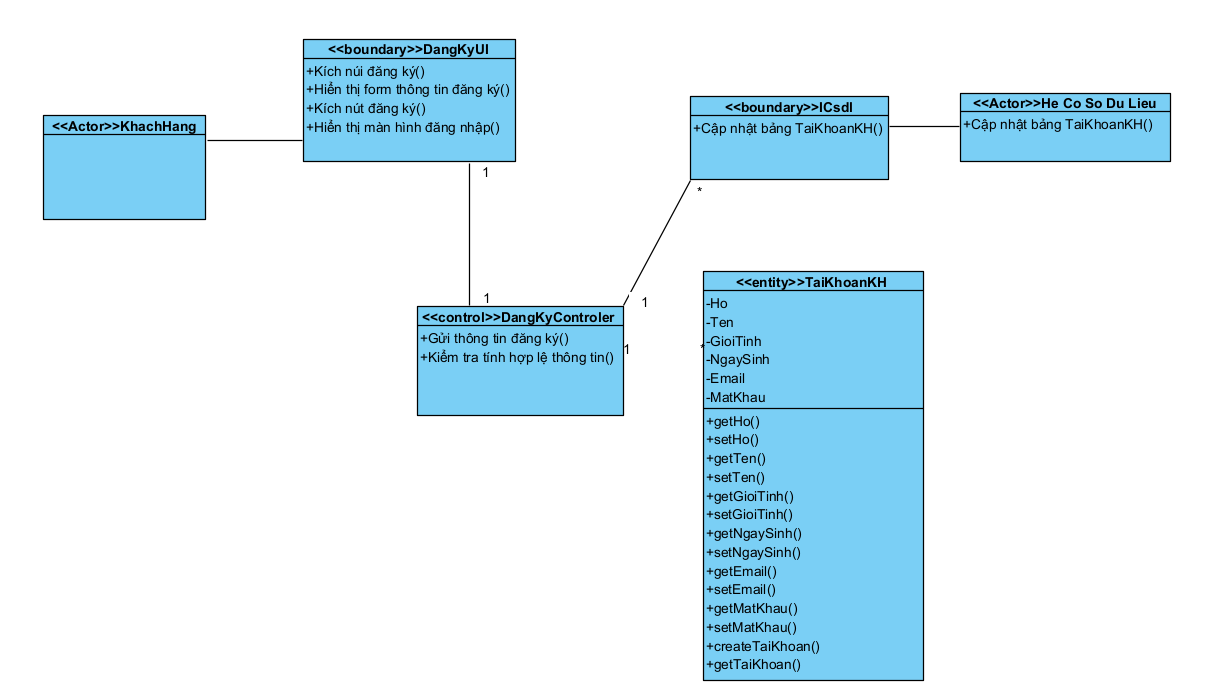 <<boundary>>DangKyUI
+Kích núi đăng ký()
+Hiển thị form thông tin đăng ký()
+Kích nút đăng ký()
+Hiển thị màn hình đăng nhập()
<<Actor>>KhachHang
<<boundary>>ICsdl
+Cập nhật bảng TaiKhoanKH()
<<Actor>>He Co So Du Lieu
+Cập nhật bảng TaiKhoanKH()
1
*
1
1
<<control>>DangKyControler
+Gửi thông tin đăng ký()
+Kiểm tra tính hợp lệ thông tin()
1
*
<<entity>>TaiKhoanKH
-Ho
-Ten
-GioiTinh
-NgaySinh
-Email
-MatKhau
+getHo()
+setHo()
+getTen()
+setTen()
+getGioiTinh()
+setGioiTinh()
+getNgaySinh()
+setNgaySinh()
+getEmail()
+setEmail()
+getMatKhau()
+setMatKhau()
+createTaiKhoan()
+getTaiKhoan()